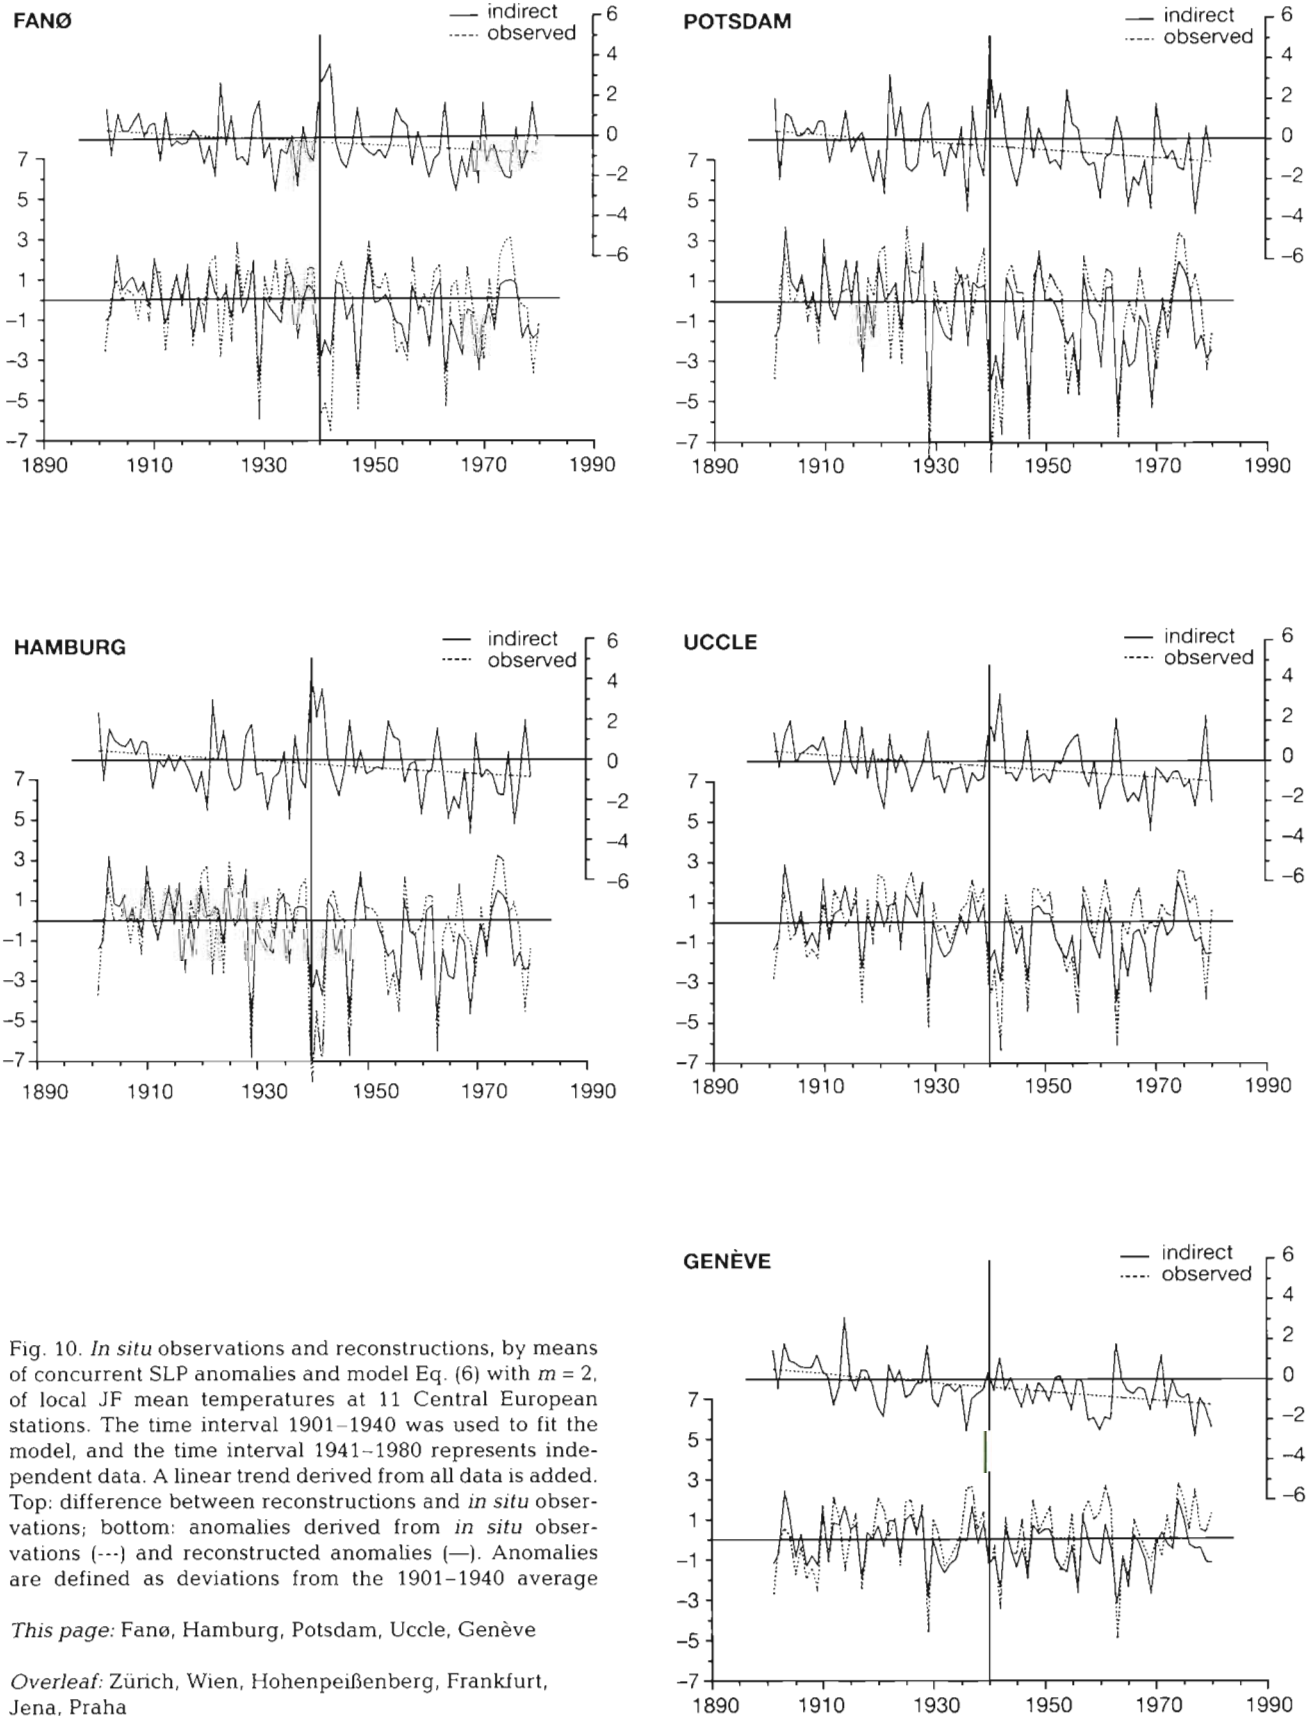 FANØ
indirect
observed
6
4
2
0
−2
−4
−6
7
5
3
1
−1
−3
−5
−7
1890 1910 1930 1950 1970 1990
POTSDAM
indirect
observed
6
4
2
0
−2
−4
−6
7
5
3
1
−1
−3
−5
−7
1890 1910 1930 1950 1970 1990
HAMBURG
indirect
observed
6
4
2
0
−2
−4
−6
7
5
3
1
−1
−3
−5
−7
1890 1910 1930 1950 1970 1990
UCCLE
indirect
observed
6
4
2
0
−2
−4
−6
7
5
3
1
−1
−3
−5
−7
1890 1910 1930 1950 1970 1990
GENÈVE
indirect
observed
6
4
2
0
−2
−4
−6
7
5
3
1
−1
−3
−5
−7
1890 1910 1930 1950 1970 1990
Fig. 10. In situ observations and reconstructions, by means
of concurrent SLP anomalies and model Eq. (6) with m = 2,
of local JF mean temperatures at 11 Central European
stations. The time interval 1901–1940 was used to fit the
model, and the time interval 1941–1980 represents inde-
pendent data. A linear trend derived from all data is added.
Top: difference between reconstructions and in situ obser-
vations; bottom: anomalies derived from in situ obser-
vations (---) and reconstructed anomalies (—). Anomalies
are defined as deviations from the 1901–1940 average
This page: Fanø, Hamburg, Potsdam, Uccle, Genève
Overleaf: Zürich, Wien, Hohenpeißenberg, Frankfurt,
Jena, Praha